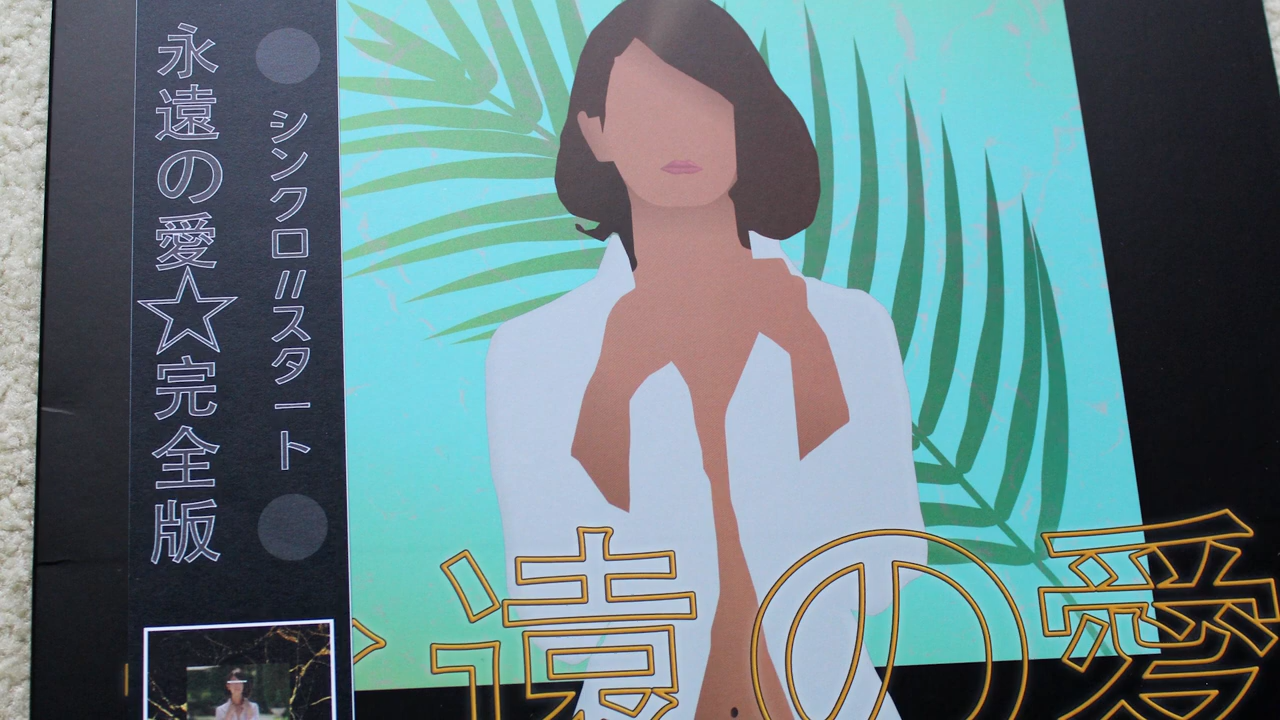 シンクロ〃スタート
永遠の愛☆完全版
遠の愛